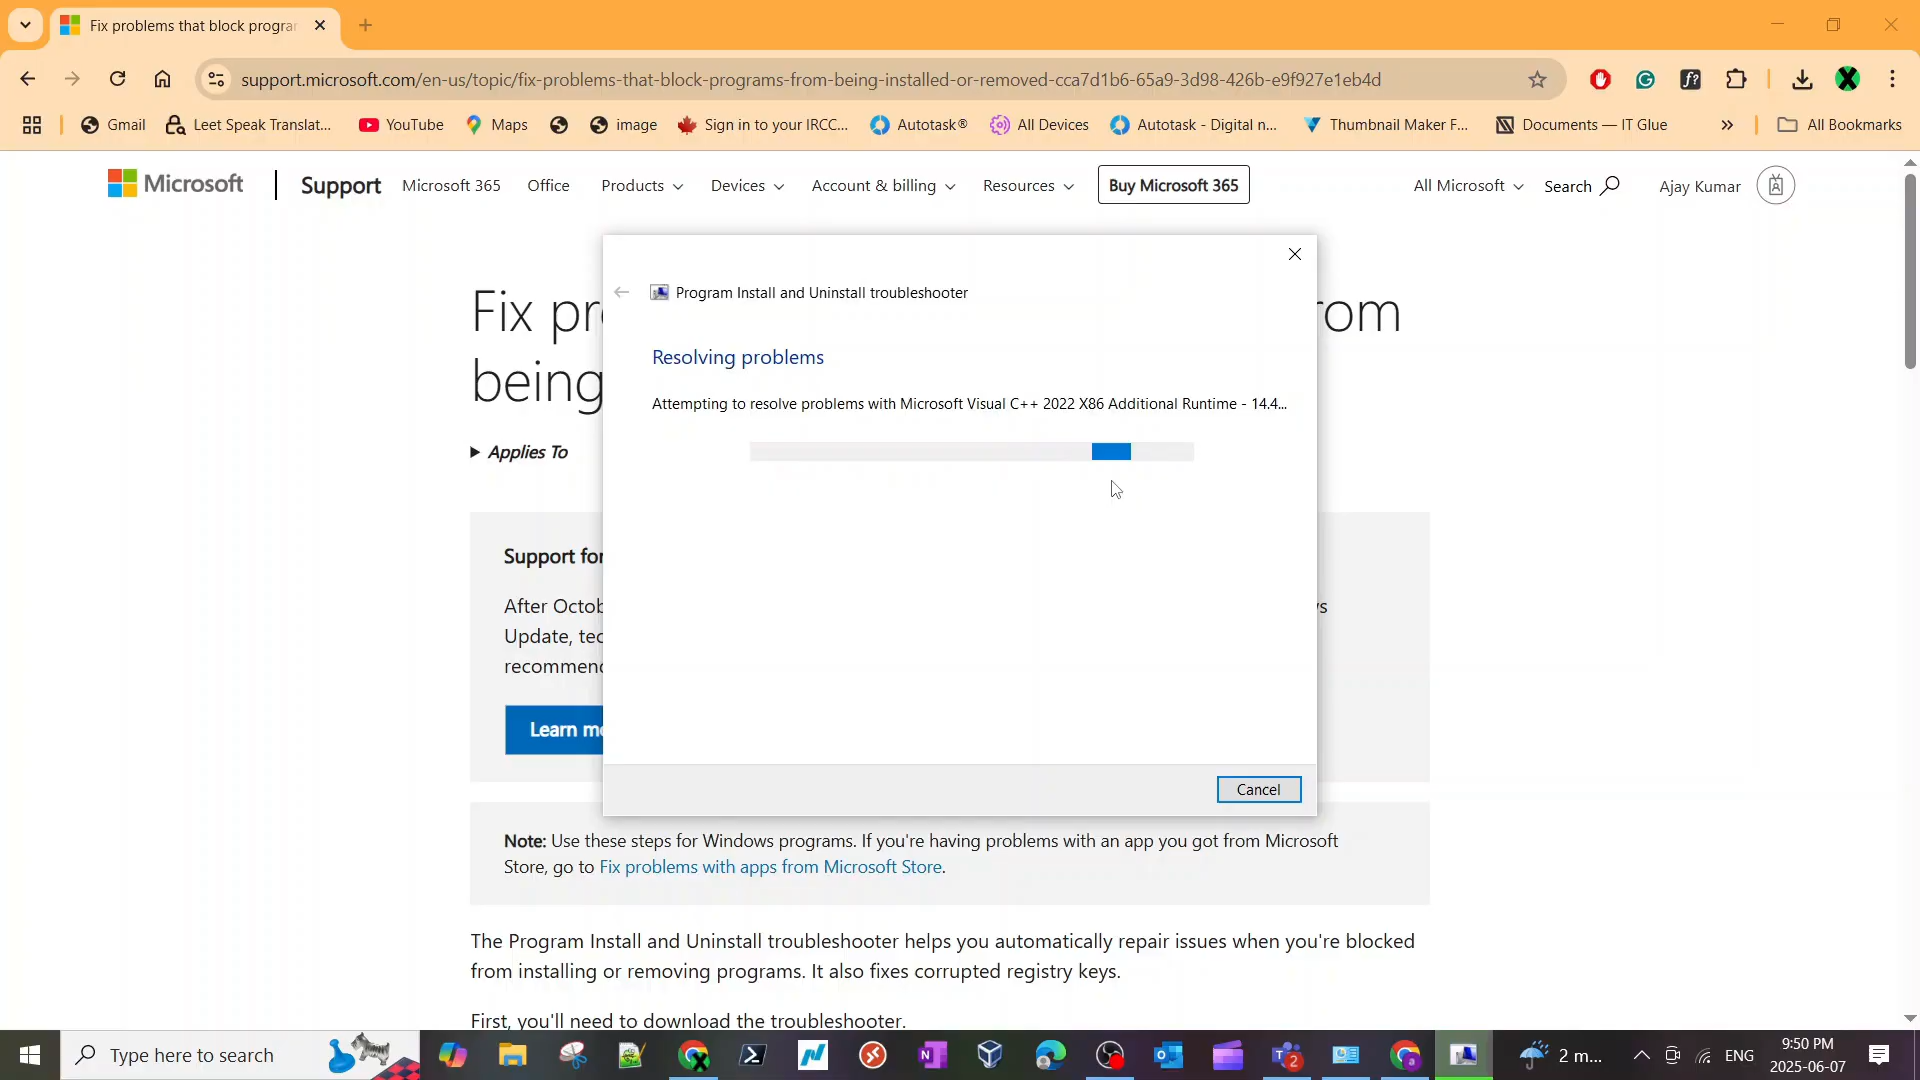 Fix problems that block progra
support.microsoft.com/en-us/topic/fix-problems-that-block-programs-from-being-installed-or-removed-cca7d1b6-65a9-3d98-426b-e9f927e1eb4d
Gmail Leet Speak Translat... YouTube Maps image Sign in to your IRCC... Autotask® All Devices Autotask - Digital n... Thumbnail Maker F... Documents — IT Glue » All Bookmarks
Microsoft Support Microsoft 365 Office Products Devices Account & billing Resources Buy Microsoft 365 All Microsoft Search Ajay Kumar
Program Install and Uninstall troubleshooter
Fix pr rom
being
Resolving problems
Attempting to resolve problems with Microsoft Visual C++ 2022 X86 Additional Runtime - 14.4...
Applies To
Support for
After Octob
Update, tec
recommen
Learn m
Cancel
Note: Use these steps for Windows programs. If you're having problems with an app you got from Microsoft
Store, go to Fix problems with apps from Microsoft Store.
The Program Install and Uninstall troubleshooter helps you automatically repair issues when you're blocked
from installing or removing programs. It also fixes corrupted registry keys.
First, you'll need to download the troubleshooter.
Type here to search 2 2 m... ENG 9:50 PM
2025-06-07